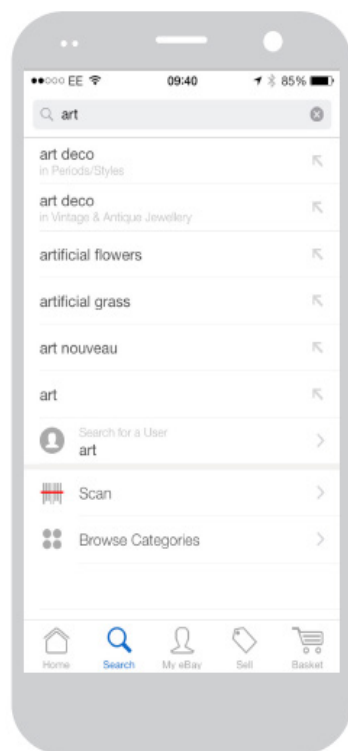 EE 09:40 85%
art
art deco
in Periods/Styles
art deco
in Vintage & Antique Jewellery
artificial flowers
artificial grass
art nouveau
art
Search for a User
art
Scan
Browse Categories
Home Search My eBay Sell Basket